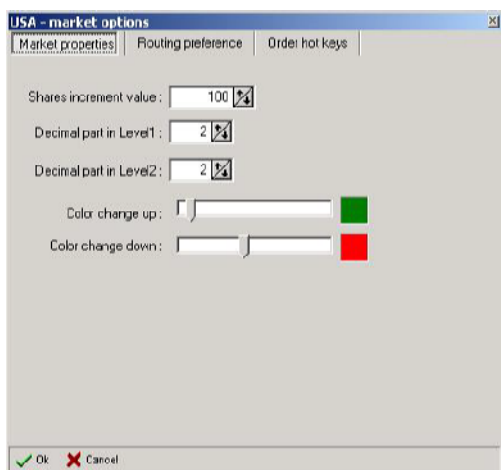 USA - market options
Market properties Routing preference Order hot keys
Shares increment value : 100
Decimal part in Level1 : 2
Decimal part in Level2 : 2
Color change up :
Color change down :
Ok Cancel